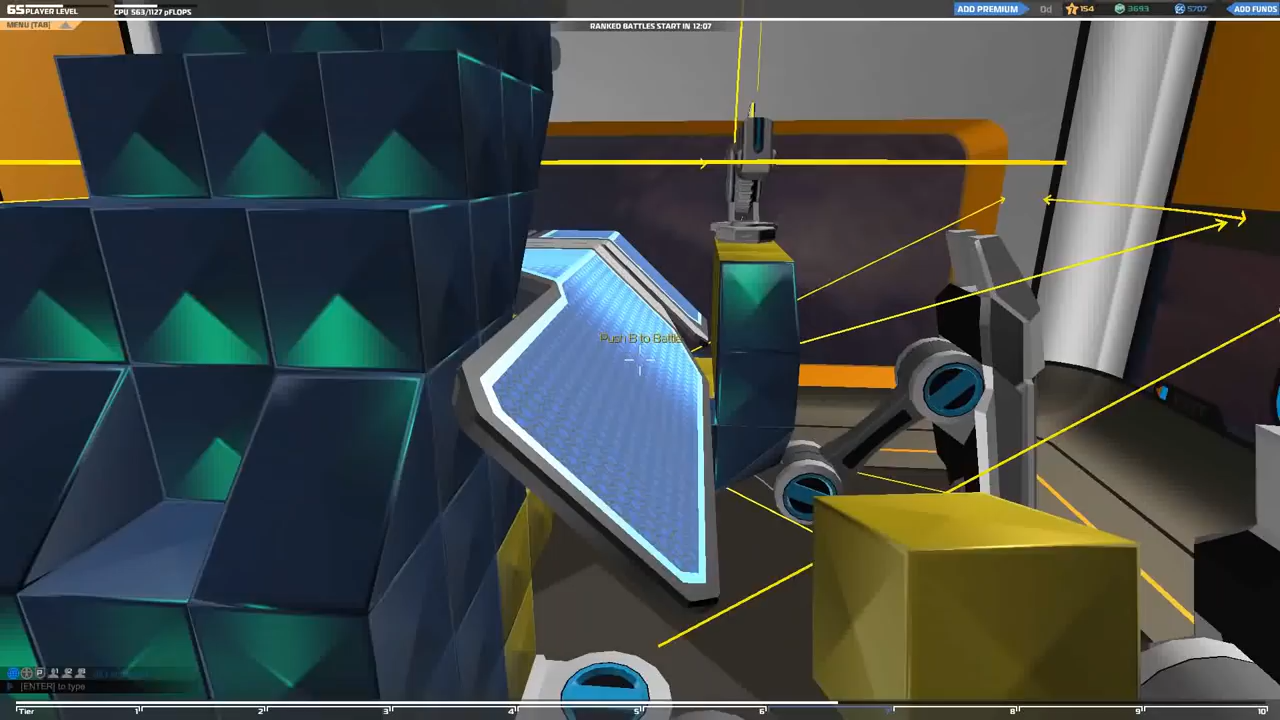 65 PLAYER LEVEL
CPU 563/1127 pFLOPS
ADD PREMIUM
0d
154
3693
5707
ADD FUNDS
MENU [TAB]
RANKED BATTLES START IN 12:07
Push B to Battle
[ENTER] to type
Tier 1 2 3 4 5 6 7 8 9 10